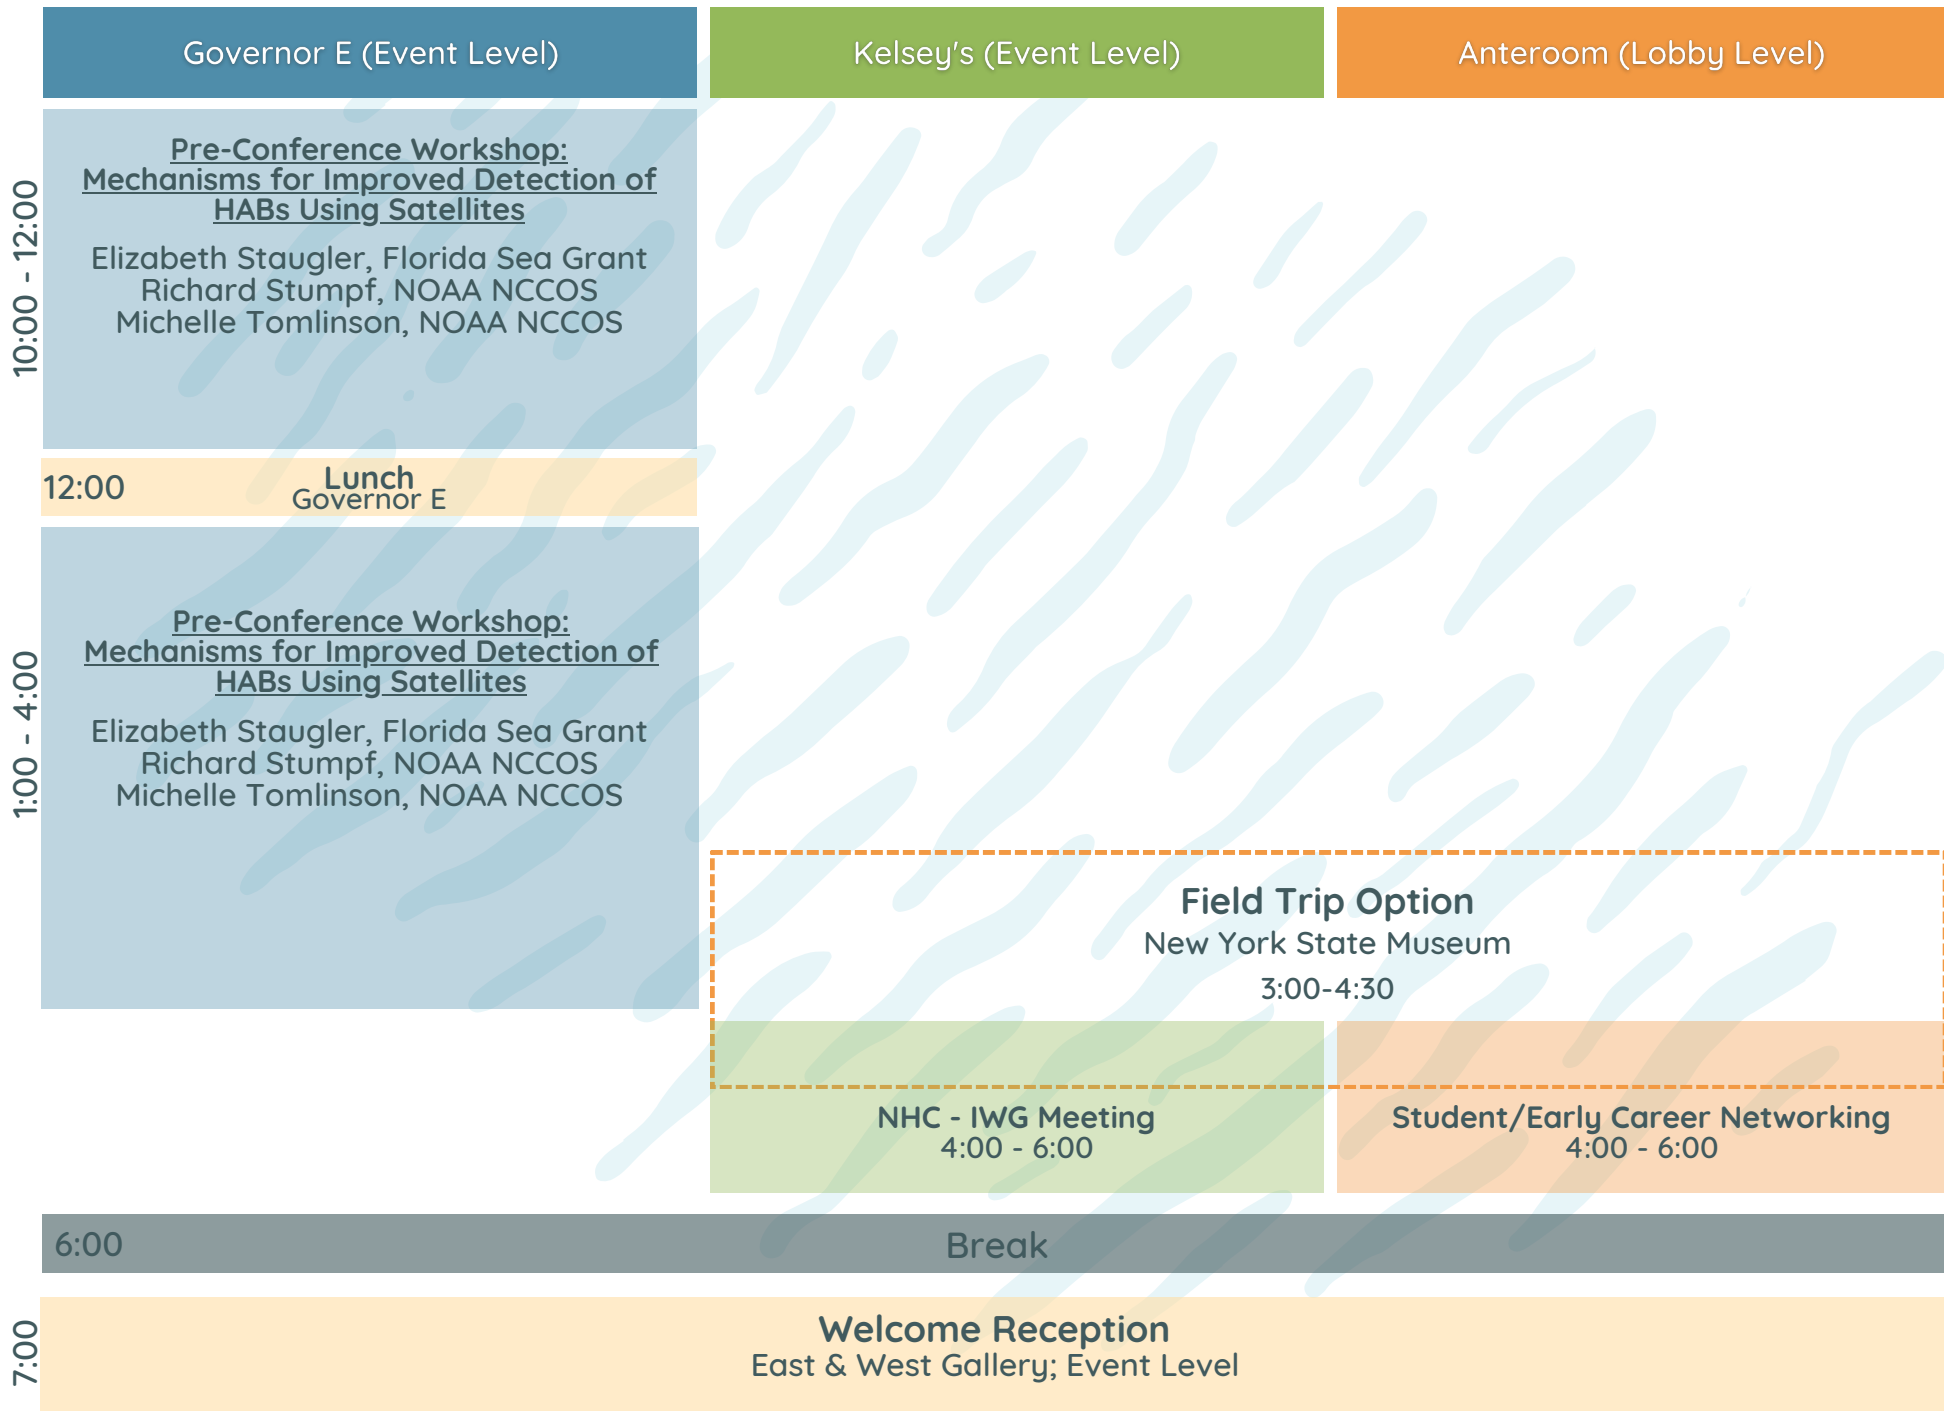 Governor E (Event Level)
Kelsey's (Event Level)
Anteroom (Lobby Level)
10:00 - 12:00
Pre-Conference Workshop:
Mechanisms for Improved Detection of
HABs Using Satellites
Elizabeth Staugler, Florida Sea Grant
Richard Stumpf, NOAA NCCOS
Michelle Tomlinson, NOAA NCCOS
12:00
Lunch
Governor E
1:00 - 4:00
Pre-Conference Workshop:
Mechanisms for Improved Detection of
HABs Using Satellites
Elizabeth Staugler, Florida Sea Grant
Richard Stumpf, NOAA NCCOS
Michelle Tomlinson, NOAA NCCOS
Field Trip Option
New York State Museum
3:00-4:30
NHC - IWG Meeting
4:00 - 6:00
Student/Early Career Networking
4:00 - 6:00
6:00
Break
7:00
Welcome Reception
East & West Gallery; Event Level